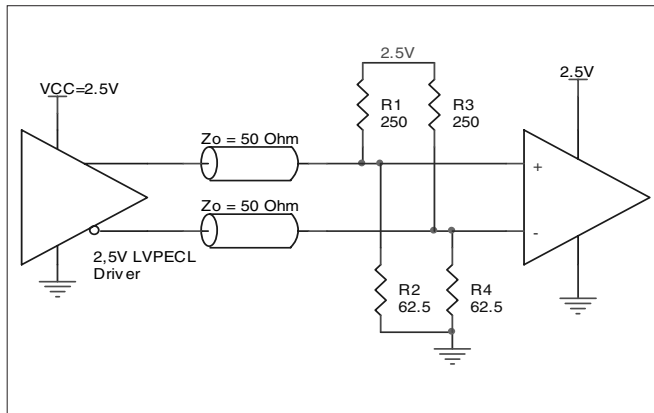 2.5V
VCC=2.5V
2.5V
R1
250
R3
250
Zo = 50 Ohm
+
Zo = 50 Ohm
-
2,5V LVPECL
Driver
R2
62.5
R4
62.5